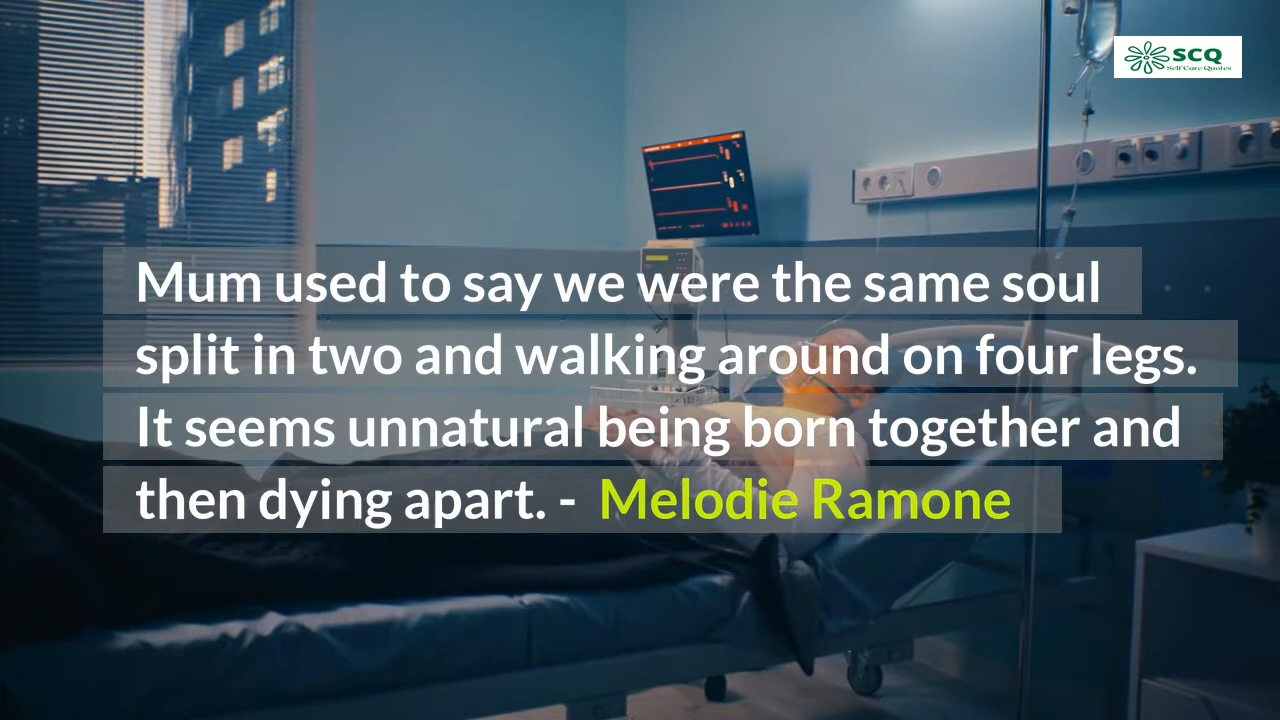 SCQ
Self Care Quotes
Mum used to say we were the same soul
split in two and walking around on four legs.
It seems unnatural being born together and
then dying apart. - Melodie Ramone